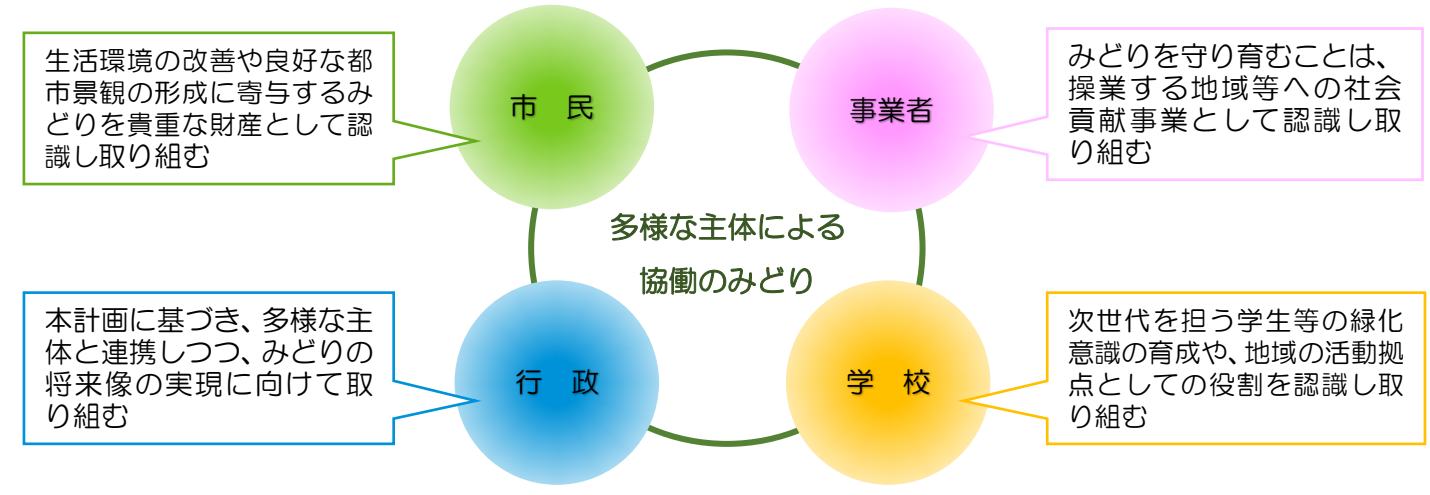 生活環境の改善や良好な都
市景観の形成に寄与するみ
どりを貴重な財産として認
識し取り組む
市　民
事業者
みどりを守り育むことは、
操業する地域等への社会
貢献事業として認識し取
り組む
多様な主体による
協働のみどり
本計画に基づき、多様な主
体と連携しつつ、みどりの
将来像の実現に向けて取
り組む
行　政
学　校
次世代を担う学生等の緑化
意識の育成や、地域の活動拠
点としての役割を認識し取
り組む